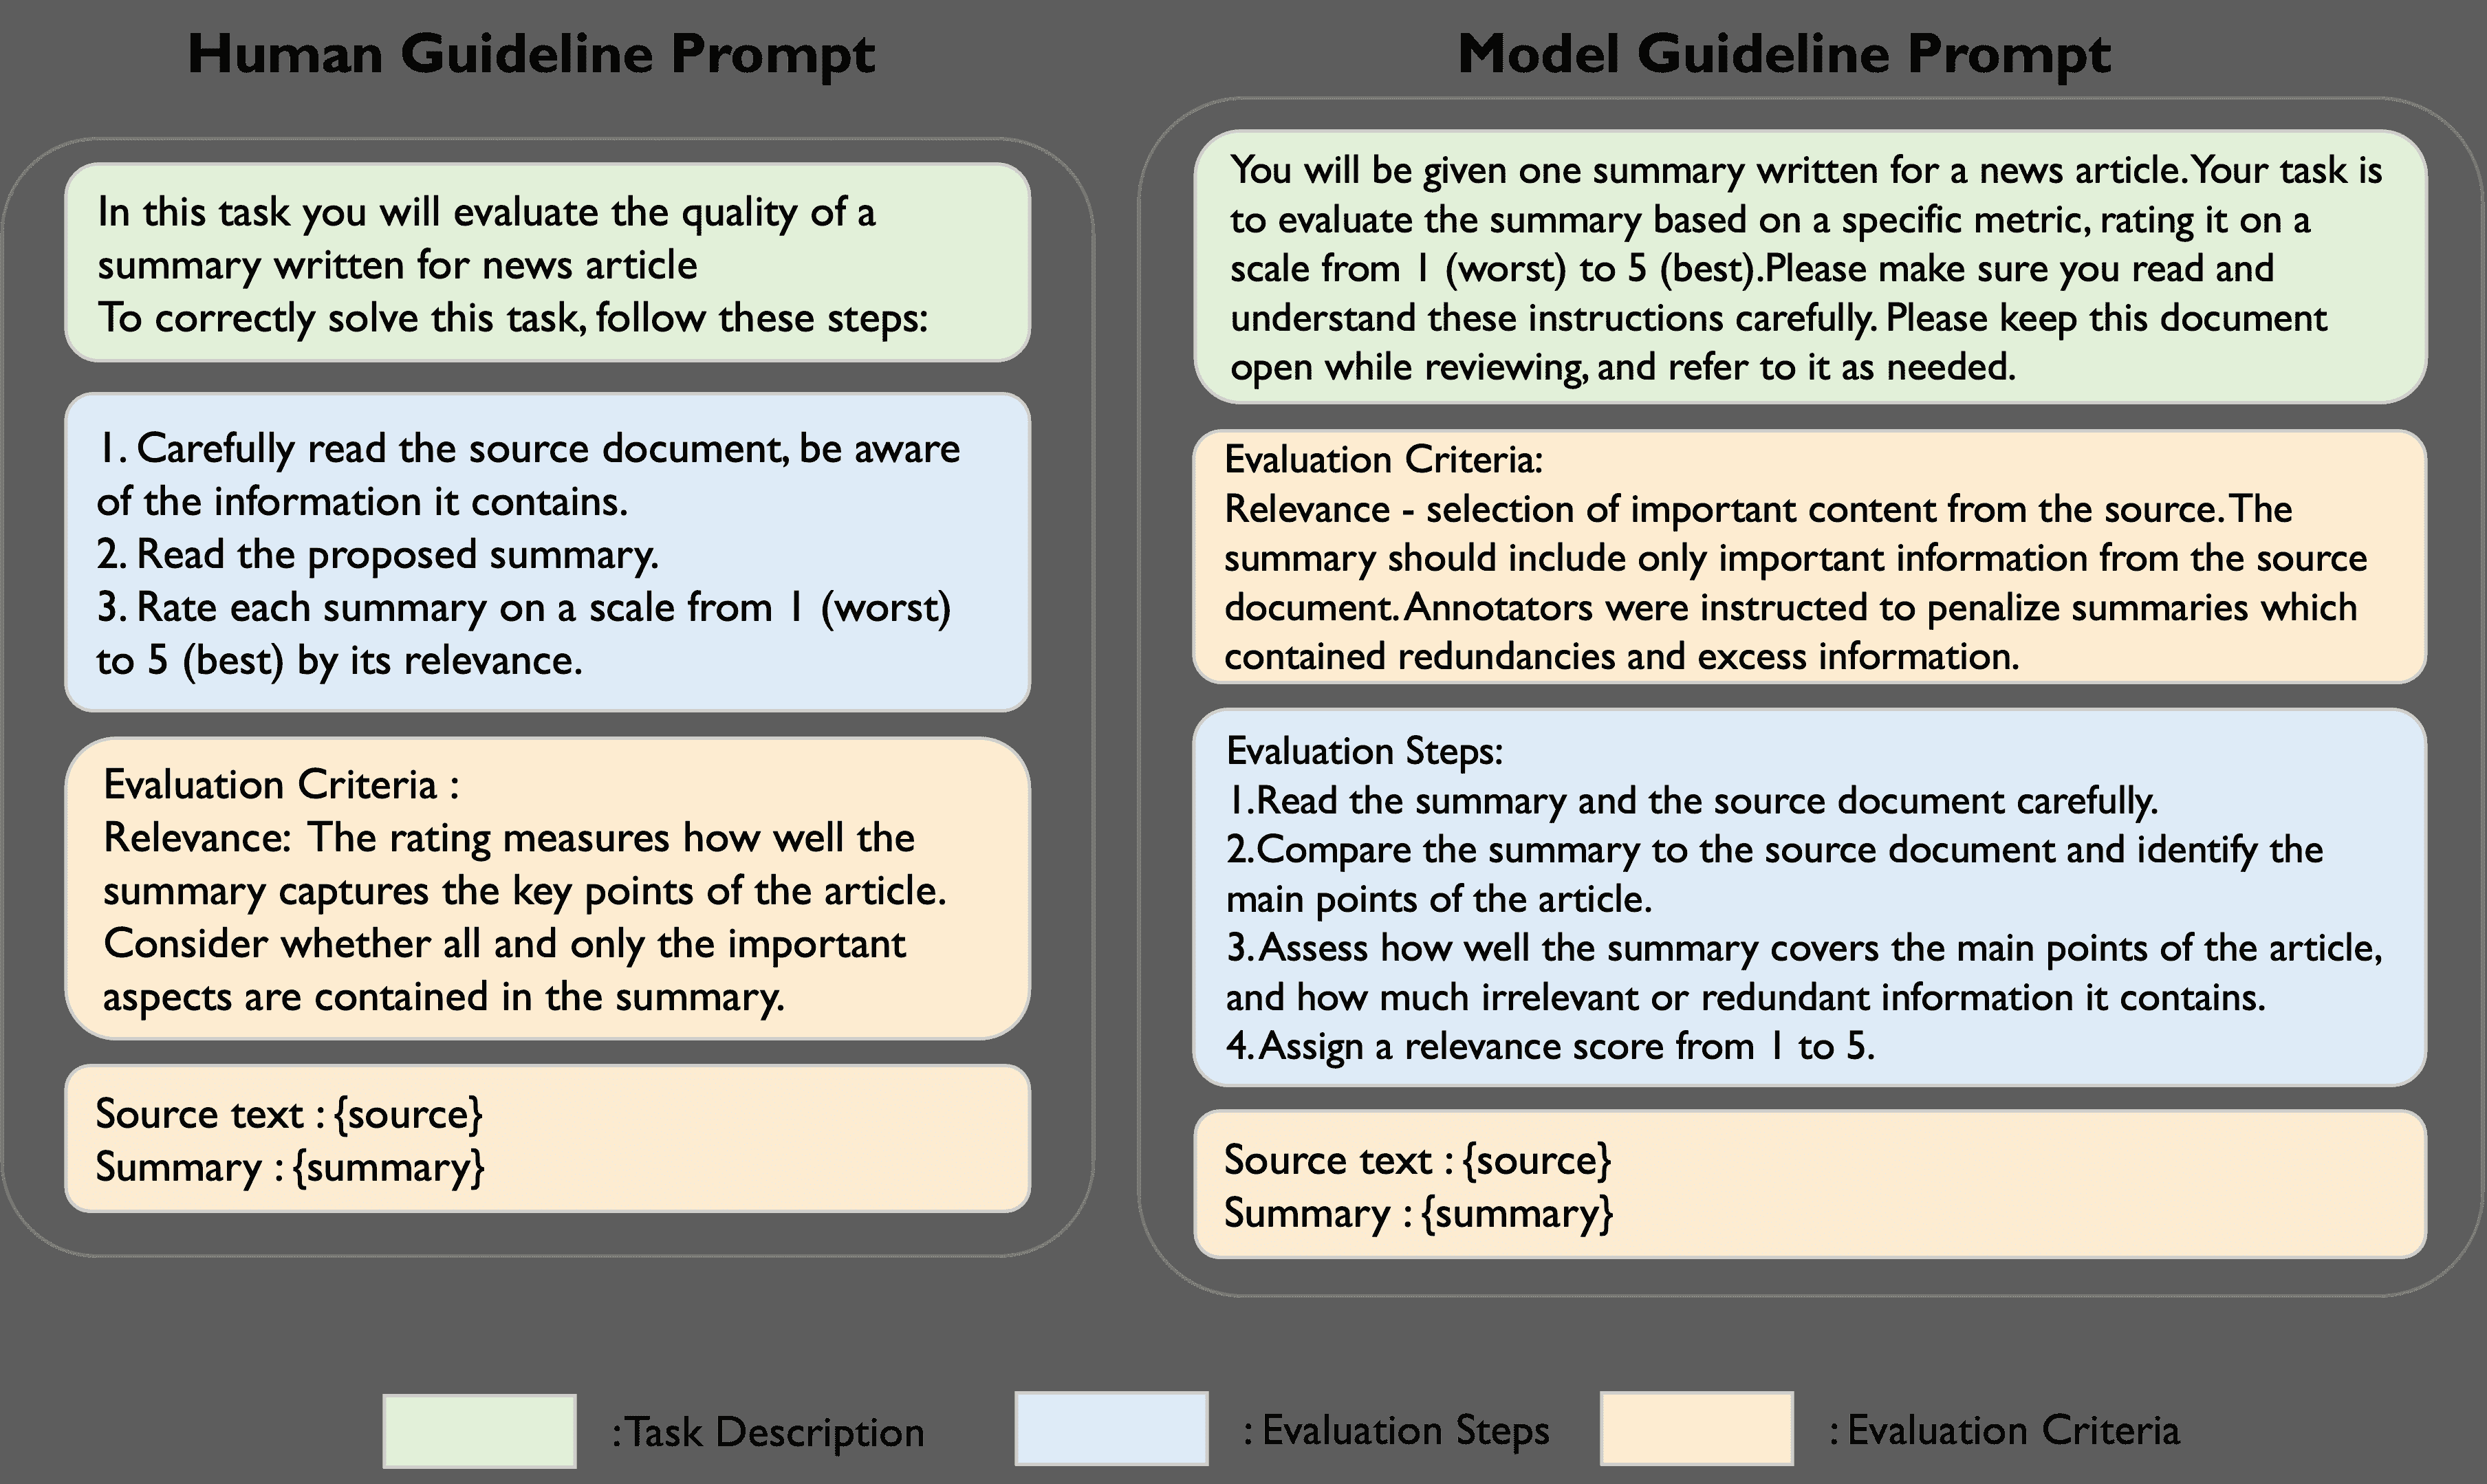 Human Guideline Prompt
In this task you will evaluate the quality of a
summary written for news article
To correctly solve this task, follow these steps:
1. Carefully read the source document, be aware
of the information it contains.
2. Read the proposed summary.
3. Rate each summary on a scale from 1 (worst)
to 5 (best) by its relevance.
Evaluation Criteria :
Relevance: The rating measures how well the
summary captures the key points of the article.
Consider whether all and only the important
aspects are contained in the summary.
Source text : {source}
Summary : {summary}
Model Guideline Prompt
You will be given one summary written for a news article. Your task is
to evaluate the summary based on a specific metric, rating it on a
scale from 1 (worst) to 5 (best).Please make sure you read and
understand these instructions carefully. Please keep this document
open while reviewing, and refer to it as needed.
Evaluation Criteria:
Relevance - selection of important content from the source. The
summary should include only important information from the source
document. Annotators were instructed to penalize summaries which
contained redundancies and excess information.
Evaluation Steps:
1.Read the summary and the source document carefully.
2.Compare the summary to the source document and identify the
main points of the article.
3.Assess how well the summary covers the main points of the article,
and how much irrelevant or redundant information it contains.
4.Assign a relevance score from 1 to 5.
Source text : {source}
Summary : {summary}
: Task Description
: Evaluation Steps
: Evaluation Criteria